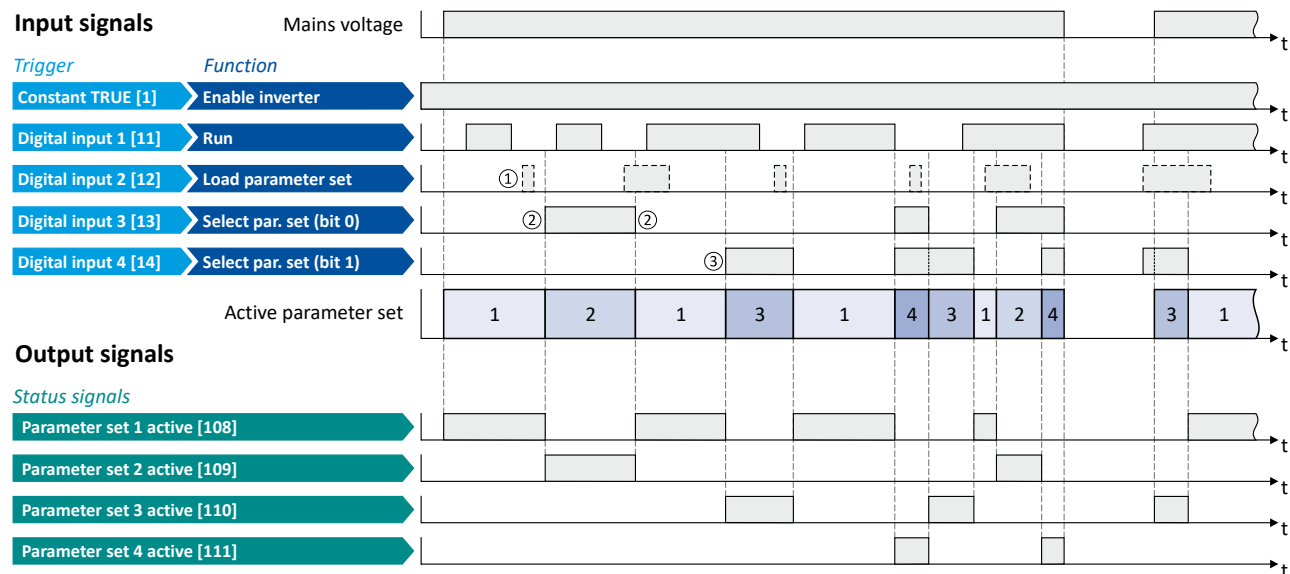 Input signals
Mains voltage
t
Trigger Function
Constant TRUE [1] Enable inverter
t
Digital input 1 [11] Run
t
Digital input 2 [12] Load parameter set
①
t
Digital input 3 [13] Select par. set (bit 0)
② ②
t
Digital input 4 [14] Select par. set (bit 1)
③
t
Active parameter set
1 2 1 3 1 4 3 1 2 4 3 1
t
Output signals
Status signals
Parameter set 1 active [108]
t
Parameter set 2 active [109]
t
Parameter set 3 active [110]
t
Parameter set 4 active [111]
t